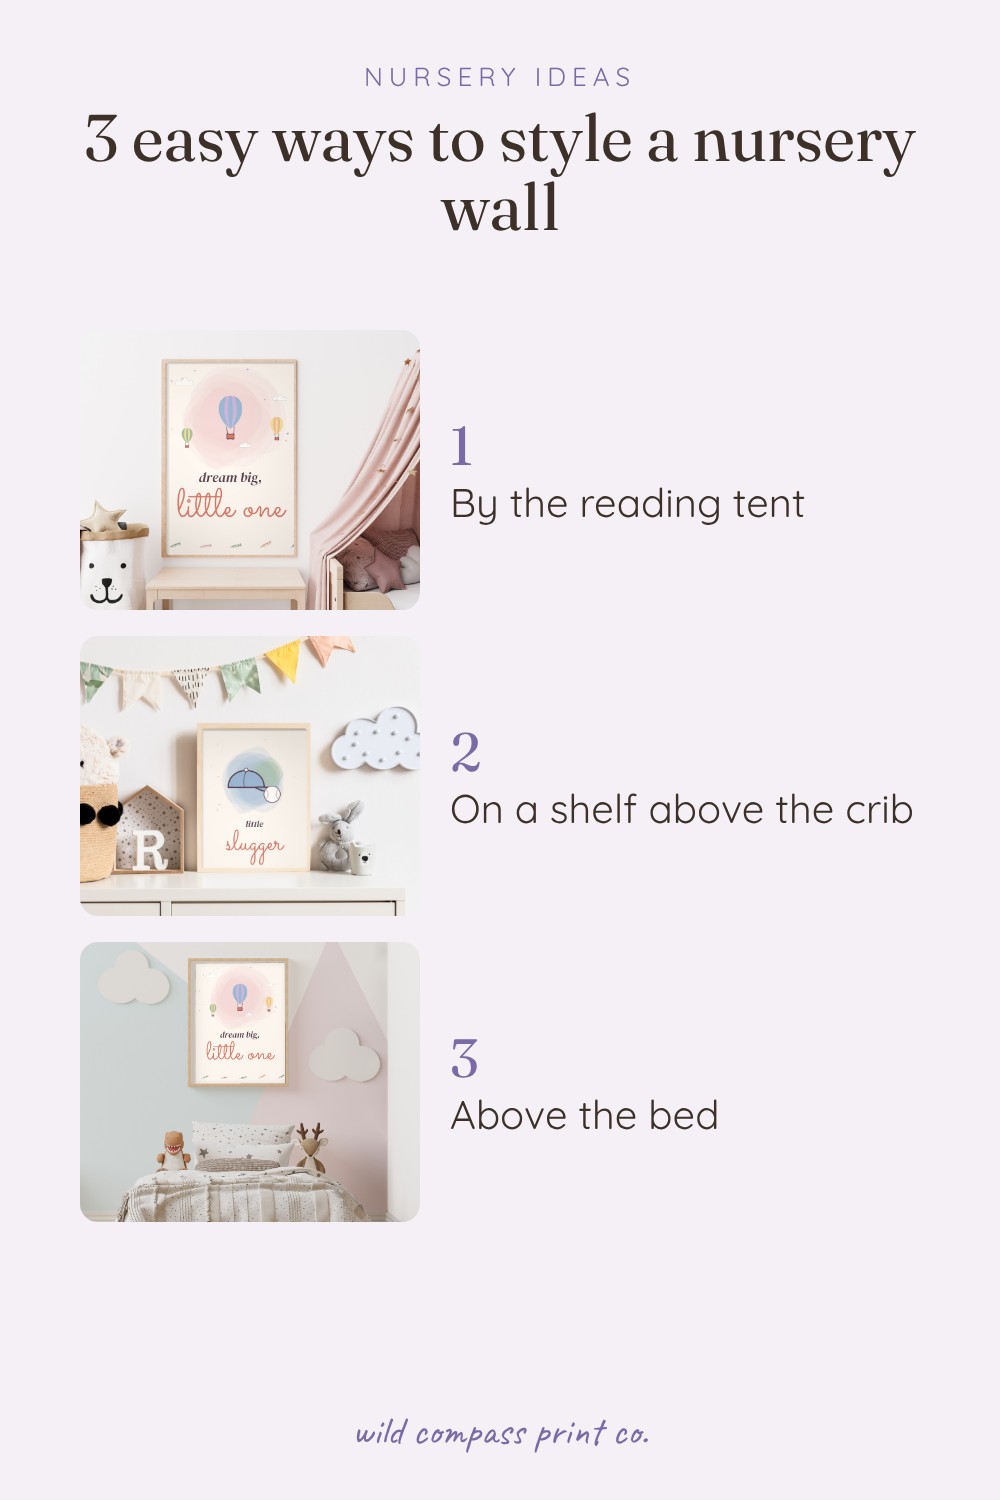 NURSERY IDEAS
3 easy ways to style a nursery
wall
dream big,
little one
1
By the reading tent
R
little
slugger
2
On a shelf above the crib
dream big,
little one
3
Above the bed
wild compass print co.